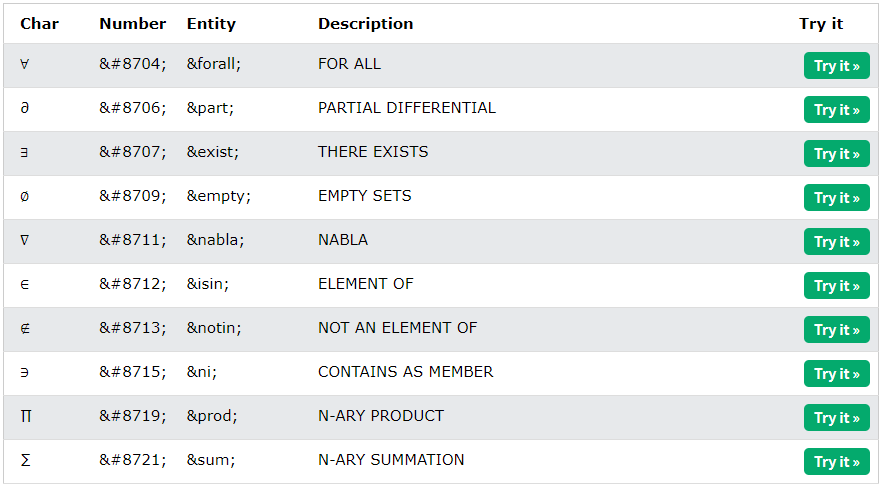 Char Number Entity Description Try it
∀ &#8704; &forall; FOR ALL Try it »
∂ &#8706; &part; PARTIAL DIFFERENTIAL Try it »
∃ &#8707; &exist; THERE EXISTS Try it »
∅ &#8709; &empty; EMPTY SETS Try it »
∇ &#8711; &nabla; NABLA Try it »
∈ &#8712; &isin; ELEMENT OF Try it »
∉ &#8713; &notin; NOT AN ELEMENT OF Try it »
∋ &#8715; &ni; CONTAINS AS MEMBER Try it »
∏ &#8719; &prod; N-ARY PRODUCT Try it »
∑ &#8721; &sum; N-ARY SUMMATION Try it »